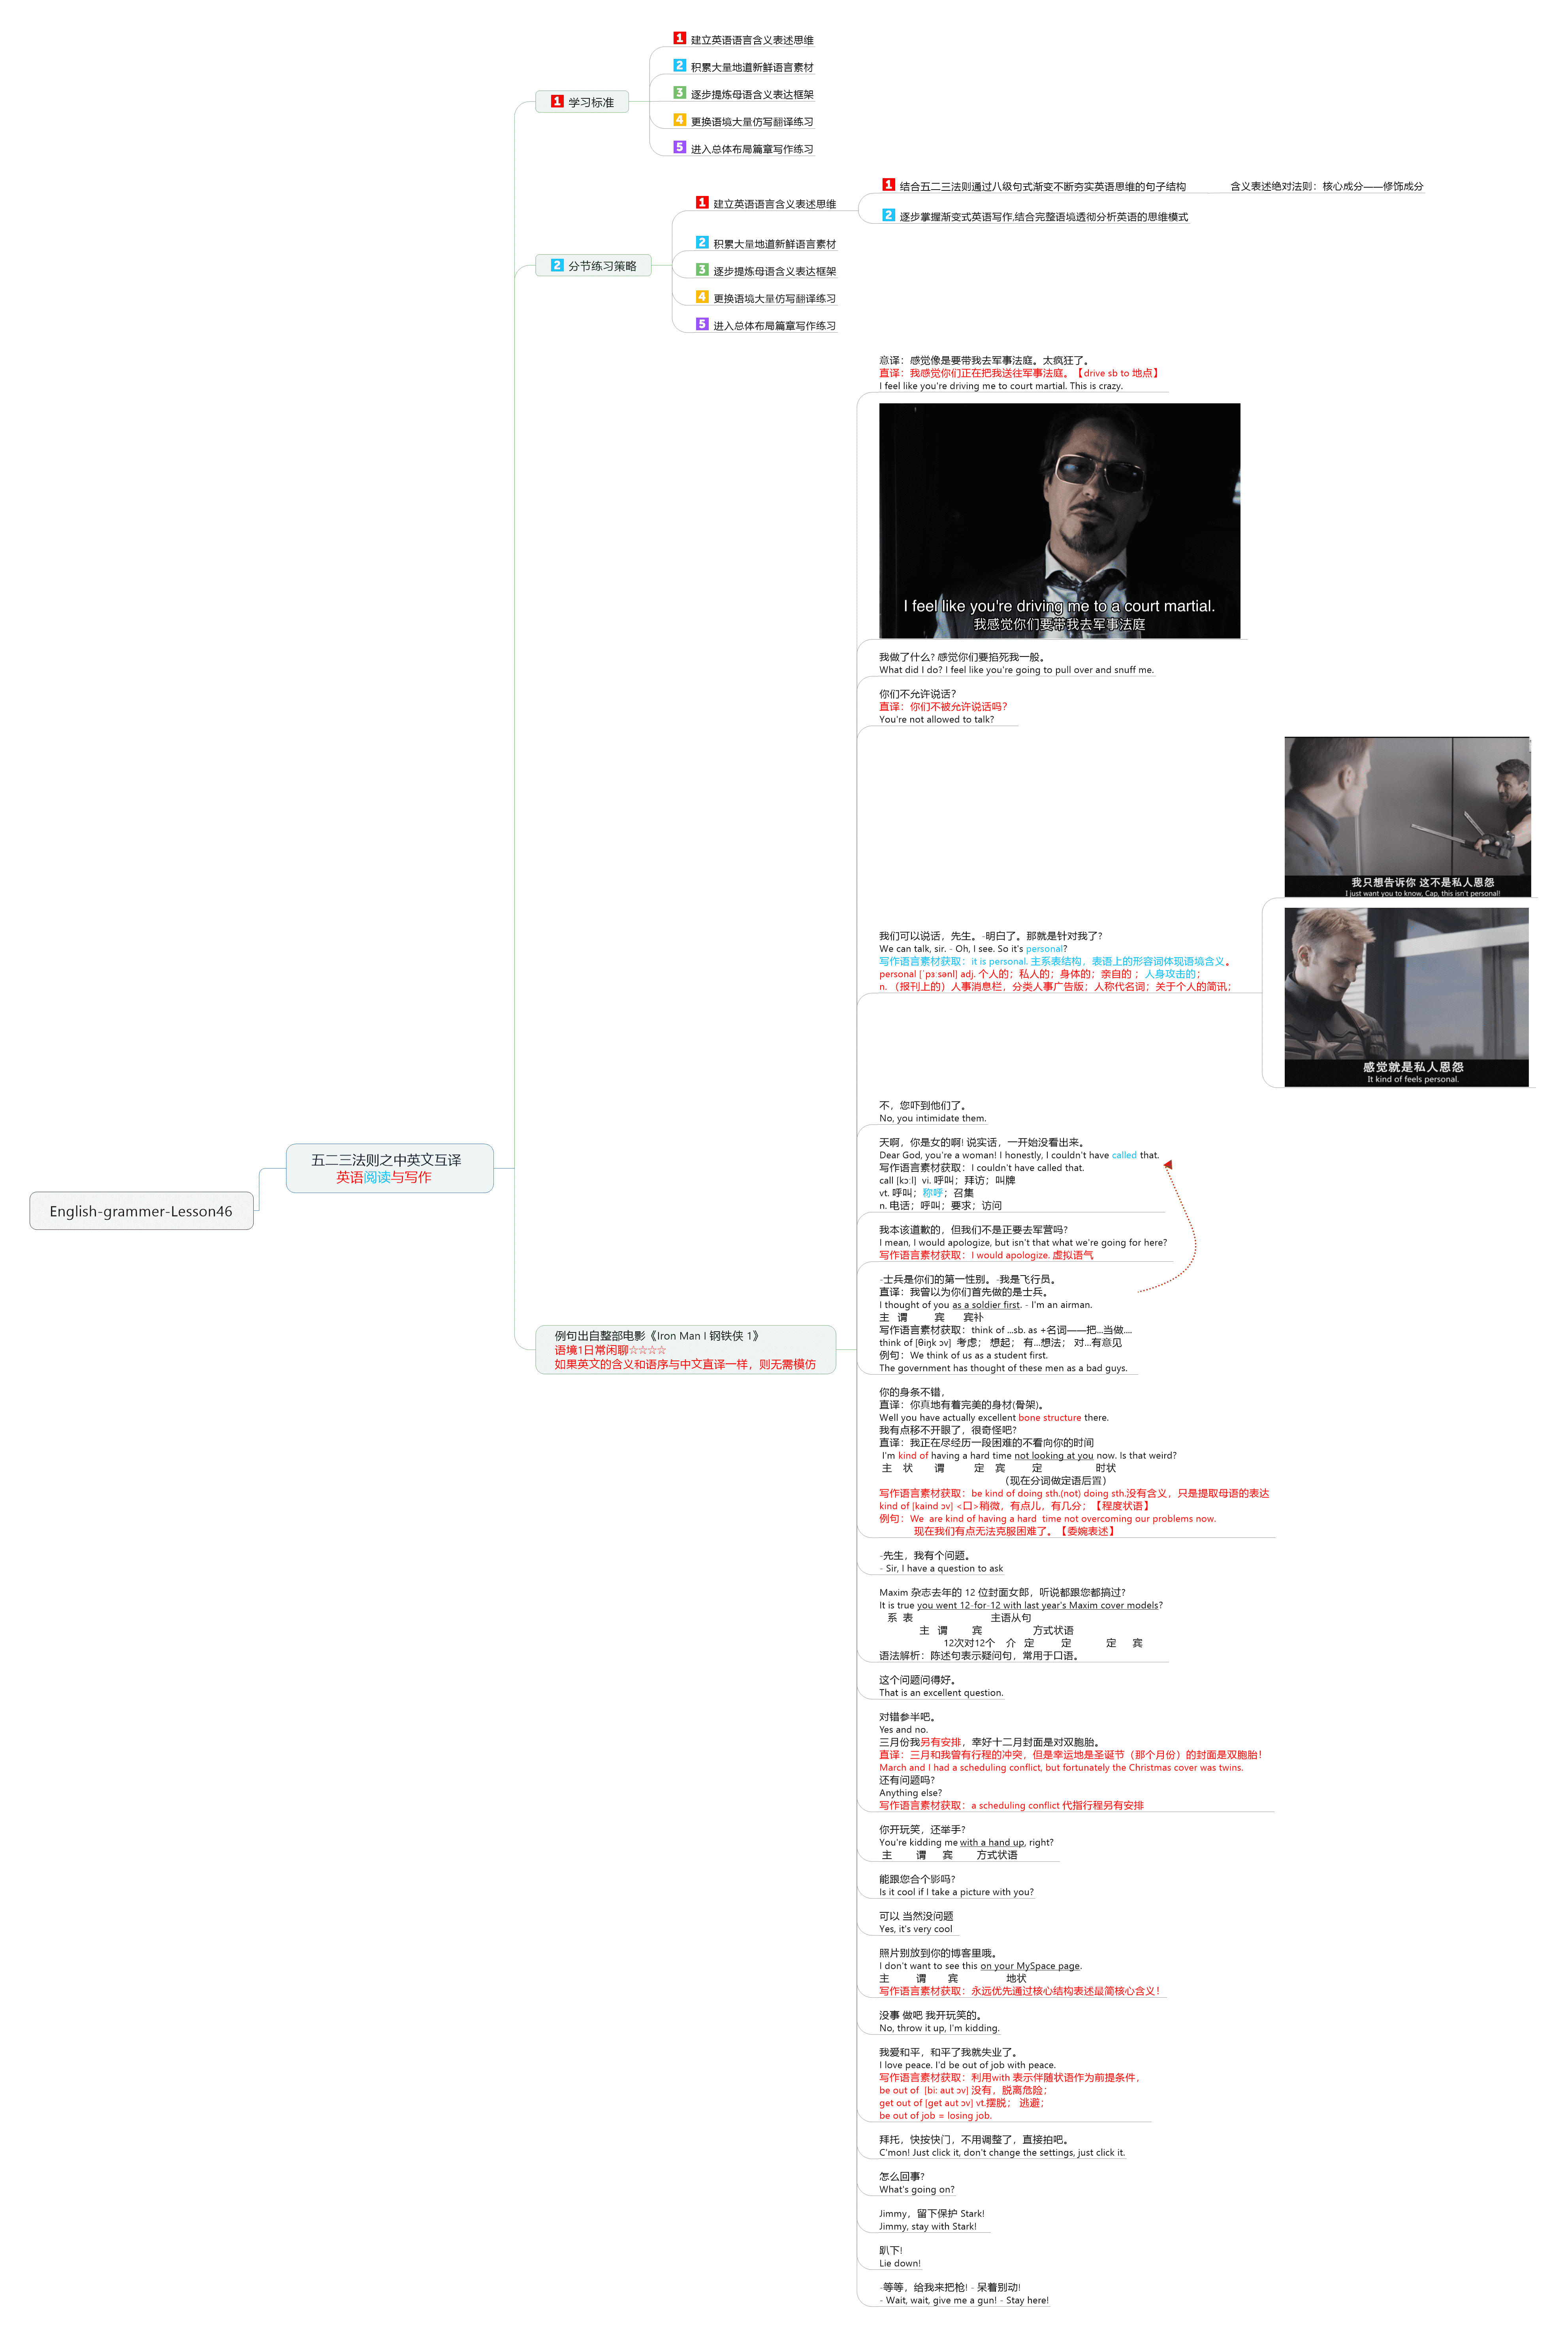 English-grammer-Lesson46
五二三法则之中英文互译
英语阅读与写作
1 学习标准
1 建立英语语言含义表述思维
2 积累大量地道新鲜语言素材
3 逐步提炼母语含义表达框架
4 更换语境大量仿写翻译练习
5 进入总体布局篇章写作练习
2 分节练习策略
1 建立英语语言含义表述思维
1 结合五二三法则通过八级句式渐变不断夯实英语思维的句子结构
含义表述绝对法则：核心成分——修饰成分
2 逐步掌握渐变式英语写作,结合完整语境透彻分析英语的思维模式
2 积累大量地道新鲜语言素材
3 逐步提炼母语含义表达框架
4 更换语境大量仿写翻译练习
5 进入总体布局篇章写作练习
例句出自整部电影《Iron Man I 钢铁侠 1》
语境1日常闲聊☆☆☆☆
如果英文的含义和语序与中文直译一样，则无需模仿
意译：感觉像是要带我去军事法庭。太疯狂了。
直译：我感觉你们正在把我送往军事法庭。【drive sb to 地点】
I feel like you're driving me to court martial. This is crazy.
I feel like you're driving me to a court martial.
我感觉你们要带我去军事法庭
我做了什么? 感觉你们要掐死我一般。
What did I do? I feel like you're going to pull over and snuff me.
你们不允许说话?
直译：你们不被允许说话吗?
You're not allowed to talk?
我们可以说话，先生。-明白了。那就是针对我了?
We can talk, sir. - Oh, I see. So it's personal?
写作语言素材获取：it is personal. 主系表结构，表语上的形容词体现语境含义。
personal [ˈpɜːsənl] adj. 个人的；私人的；身体的；亲自的 ；人身攻击的；
n. （报刊上的）人事消息栏，分类人事广告版；人称代名词；关于个人的简讯；
我只想告诉你 这不是私人恩怨
I just want you to know, Cap, this isn't personal!
感觉就是私人恩怨
It kind of feels personal.
不，您吓到他们了。
No, you intimidate them.
天啊，你是女的啊! 说实话，一开始没看出来。
Dear God, you're a woman! I honestly, I couldn't have called that.
写作语言素材获取：I couldn't have called that.
call [kɔːl]  vi. 呼叫；拜访；叫牌
vt. 呼叫；称呼；召集
n. 电话；呼叫；要求；访问
我本该道歉的，但我们不是正要去军营吗?
I mean, I would apologize, but isn't that what we're going for here?
写作语言素材获取：I would apologize. 虚拟语气
-士兵是你们的第一性别。-我是飞行员。
直译：我曾以为你们首先做的是士兵。
I thought of you as a soldier first. - I'm an airman.
主 谓 宾 宾补
写作语言素材获取：think of ...sb. as +名词——把...当做....
think of [θiŋk ɔv]  考虑； 想起； 有...想法； 对...有意见
例句：We think of us as a student first.
The government has thought of these men as a bad guys.
你的身条不错，
直译：你真地有着完美的身材(骨架)。
Well you have actually excellent bone structure there.
我有点移不开眼了，很奇怪吧?
直译：我正在尽经历一段困难的不看向你的时间
I'm kind of having a hard time not looking at you now. Is that weird?
主 状 谓 定 宾 定 时状
（现在分词做定语后置）
写作语言素材获取：be kind of doing sth.(not) doing sth.没有含义，只是提取母语的表达
kind of [kaind ɔv] <口>稍微，有点儿，有几分；【程度状语】
例句：We  are kind of having a hard  time not overcoming our problems now.
现在我们有点无法克服困难了。【委婉表述】
-先生，我有个问题。
- Sir, I have a question to ask
Maxim 杂志去年的 12 位封面女郎，听说都跟您都搞过?
It is true you went 12-for-12 with last year's Maxim cover models?
系 表 主语从句
主 谓 宾 方式状语
12次对12个 介 定 定 定 宾
语法解析：陈述句表示疑问句，常用于口语。
这个问题问得好。
That is an excellent question.
对错参半吧。
Yes and no.
三月份我另有安排，幸好十二月封面是对双胞胎。
直译：三月和我曾有行程的冲突，但是幸运地是圣诞节（那个月份）的封面是双胞胎!
March and I had a scheduling conflict, but fortunately the Christmas cover was twins.
还有问题吗?
Anything else?
写作语言素材获取：a scheduling conflict 代指行程另有安排
你开玩笑，还举手?
You're kidding me with a hand up, right?
主 谓 宾 方式状语
能跟您合个影吗?
Is it cool if I take a picture with you?
可以 当然没问题
Yes, it's very cool
照片别放到你的博客里哦。
I don't want to see this on your MySpace page.
主 谓 宾 地状
写作语言素材获取：永远优先通过核心结构表述最简核心含义!
没事 做吧 我开玩笑的。
No, throw it up, I'm kidding.
我爱和平，和平了我就失业了。
I love peace. I'd be out of job with peace.
写作语言素材获取：利用with 表示伴随状语作为前提条件，
be out of  [bi: aut ɔv] 没有，脱离危险；
get out of [get aut ɔv] vt.摆脱； 逃避；
be out of job = losing job.
拜托，快按快门，不用调整了，直接拍吧。
C'mon! Just click it, don't change the settings, just click it.
怎么回事?
What's going on?
Jimmy，留下保护 Stark!
Jimmy, stay with Stark!
趴下!
Lie down!
-等等，给我来把枪! - 呆着别动!
- Wait, wait, give me a gun! - Stay here!